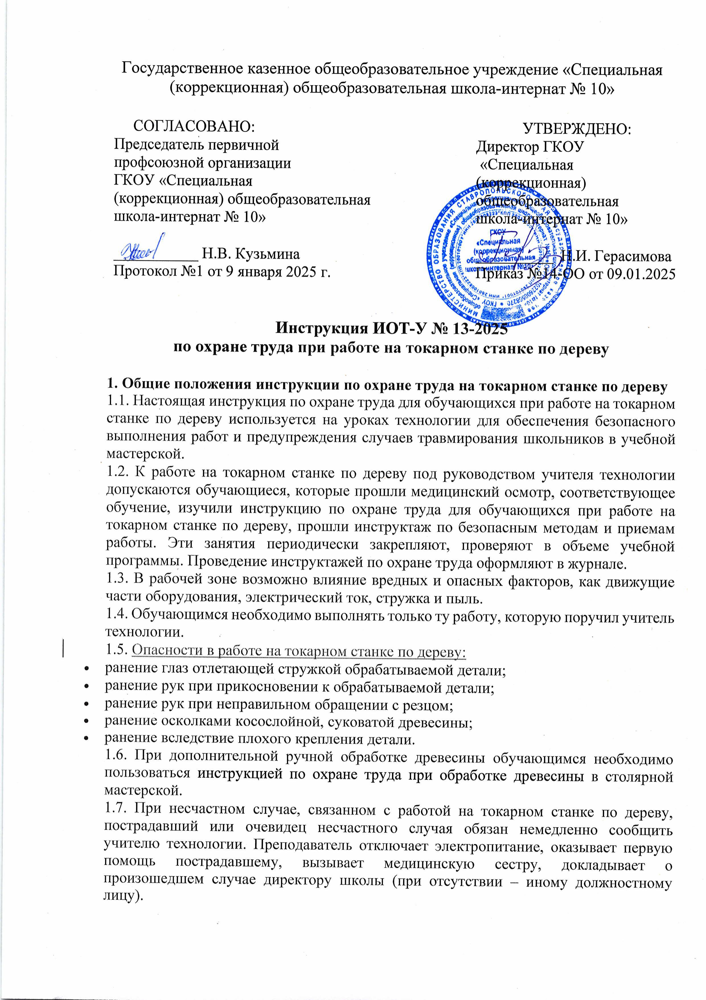 Государственное казенное общеобразовательное учреждение «Специальная
(коррекционная) общеобразовательная школа-интернат № 10»
СОГЛАСОВАНО:
Председатель первичной
профсоюзной организации
ГКОУ «Специальная
(коррекционная) общеобразовательная
школа-интернат № 10»
Н.В. Кузьмина
Протокол №1 от 9 января 2025 г.
УТВЕРЖДЕНО:
Директор ГКОУ
«Специальная
(коррекционная)
общеобразовательная
школа-интернат № 10»
Н.И. Герасимова
Приказ №14-ОО от 09.01.2025
МИНИСТЕРСТВО ОБРАЗОВАНИЯ СТАВРОПОЛЬСКОГО КРАЯ
ГКОУ
«Специальная
(коррекционная)
общеобразовательная
школа-интернат №10»
Инструкция ИОТ-У № 13-2025
по охране труда при работе на токарном станке по дереву
1. Общие положения инструкции по охране труда на токарном станке по дереву
1.1. Настоящая инструкция по охране труда для обучающихся при работе на токарном
станке по дереву используется на уроках технологии для обеспечения безопасного
выполнения работ и предупреждения случаев травмирования школьников в учебной
мастерской.
1.2. К работе на токарном станке по дереву под руководством учителя технологии
допускаются обучающиеся, которые прошли медицинский осмотр, соответствующее
обучение, изучили инструкцию по охране труда для обучающихся при работе на
токарном станке по дереву, прошли инструктаж по безопасным методам и приемам
работы. Эти занятия периодически закрепляют, проверяют в объеме учебной
программы. Проведение инструктажей по охране труда оформляют в журнале.
1.3. В рабочей зоне возможно влияние вредных и опасных факторов, как движущие
части оборудования, электрический ток, стружка и пыль.
1.4. Обучающимся необходимо выполнять только ту работу, которую поручил учитель
технологии.
1.5. Опасности в работе на токарном станке по дереву:
• ранение глаз отлетающей стружкой обрабатываемой детали;
• ранение рук при прикосновении к обрабатываемой детали;
• ранение рук при неправильном обращении с резцом;
• ранение осколками косослойной, суковатой древесины;
• ранение вследствие плохого крепления детали.
1.6. При дополнительной ручной обработке древесины обучающимся необходимо
пользоваться инструкцией по охране труда при обработке древесины в столярной
мастерской.
1.7. При несчастном случае, связанном с работой на токарном станке по дереву,
пострадавший или очевидец несчастного случая обязан немедленно сообщить
учителю технологии. Преподаватель отключает электропитание, оказывает первую
помощь пострадавшему, вызывает медицинскую сестру, докладывает о
произошедшем случае директору школы (при отсутствии – иному должностному
лицу).